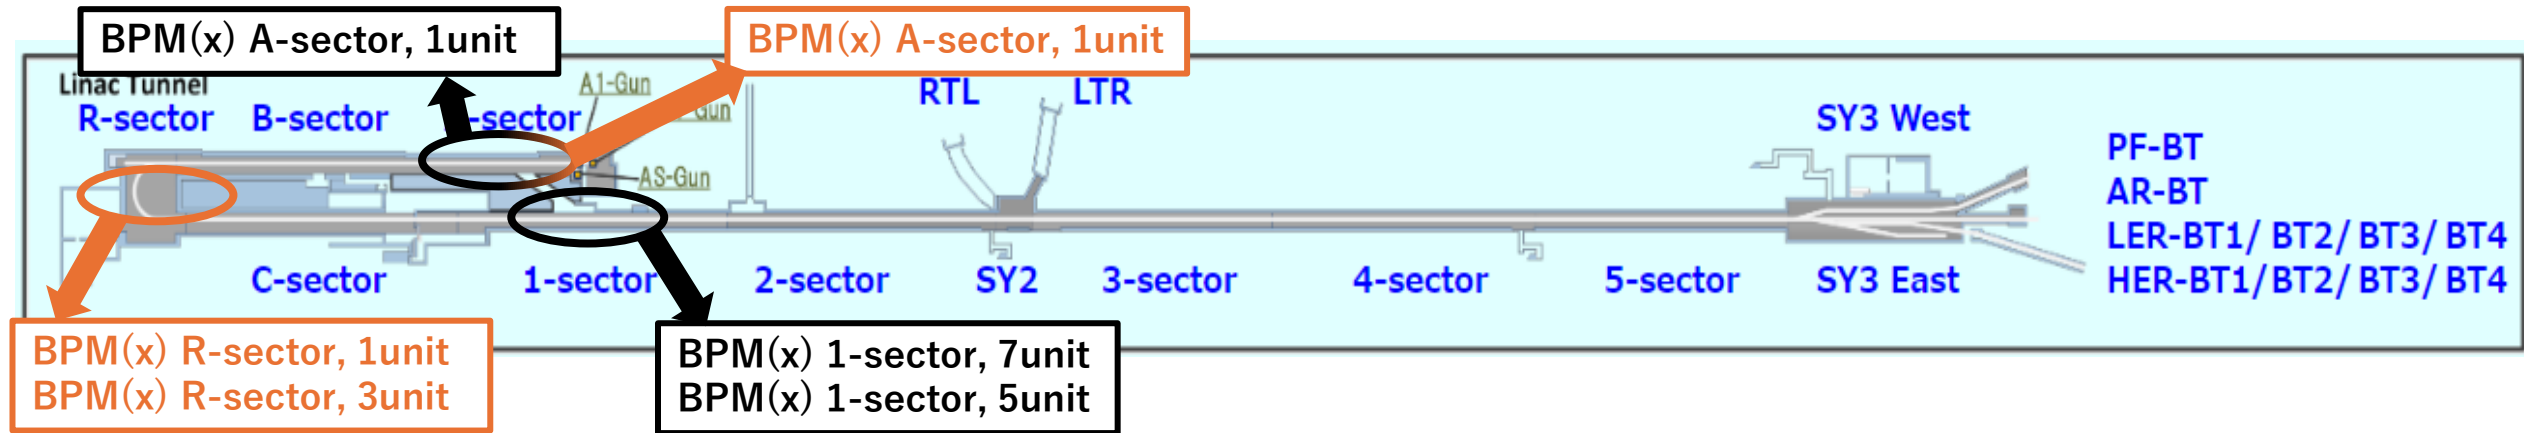 BPM(x) A-sector, 1unit
BPM(x) A-sector, 1unit
Linac Tunnel
A1-Gun
RTL
LTR
R-sector
B-sector
-sector
Gun
SY3 West
PF-BT
AS-Gun
AR-BT
LER-BT1/ BT2/ BT3/ BT4
C-sector
1-sector
2-sector
SY2
3-sector
4-sector
5-sector
SY3 East
HER-BT1/ BT2/ BT3/ BT4
BPM(x) R-sector, 1unit
BPM(x) R-sector, 3unit
BPM(x) 1-sector, 7unit
BPM(x) 1-sector, 5unit